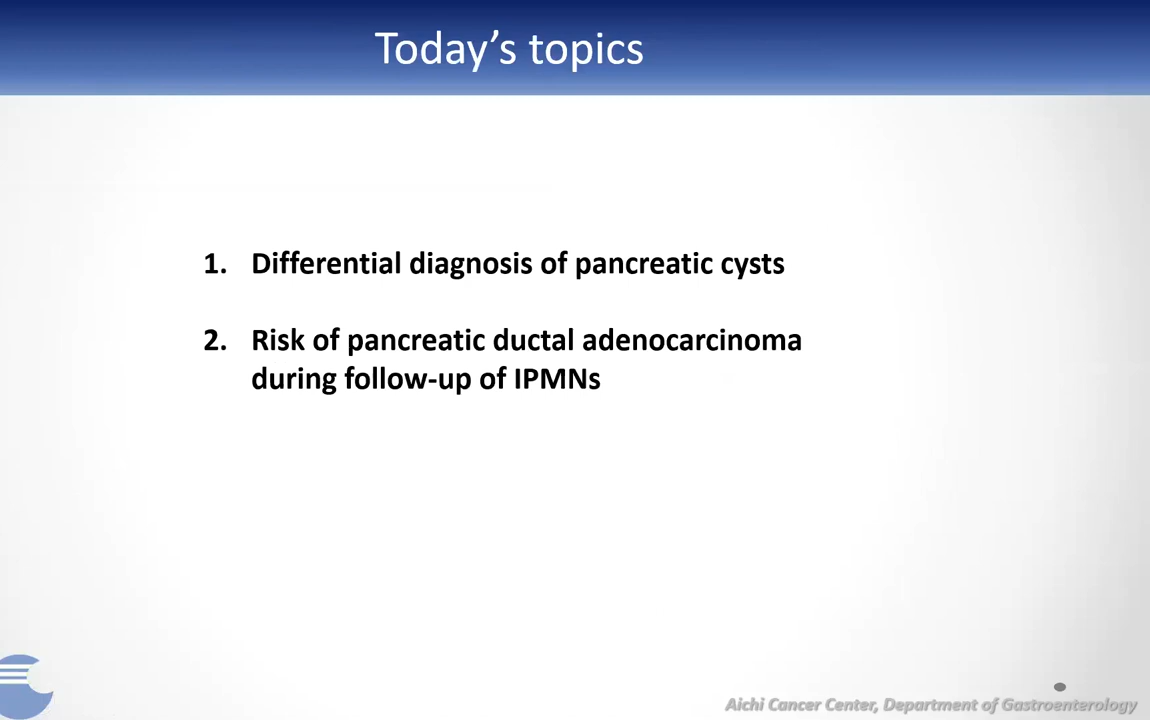 Today’s topics
1. Differential diagnosis of pancreatic cysts
2. Risk of pancreatic ductal adenocarcinoma
during follow-up of IPMNs
Aichi Cancer Center, Department of Gastroenterology